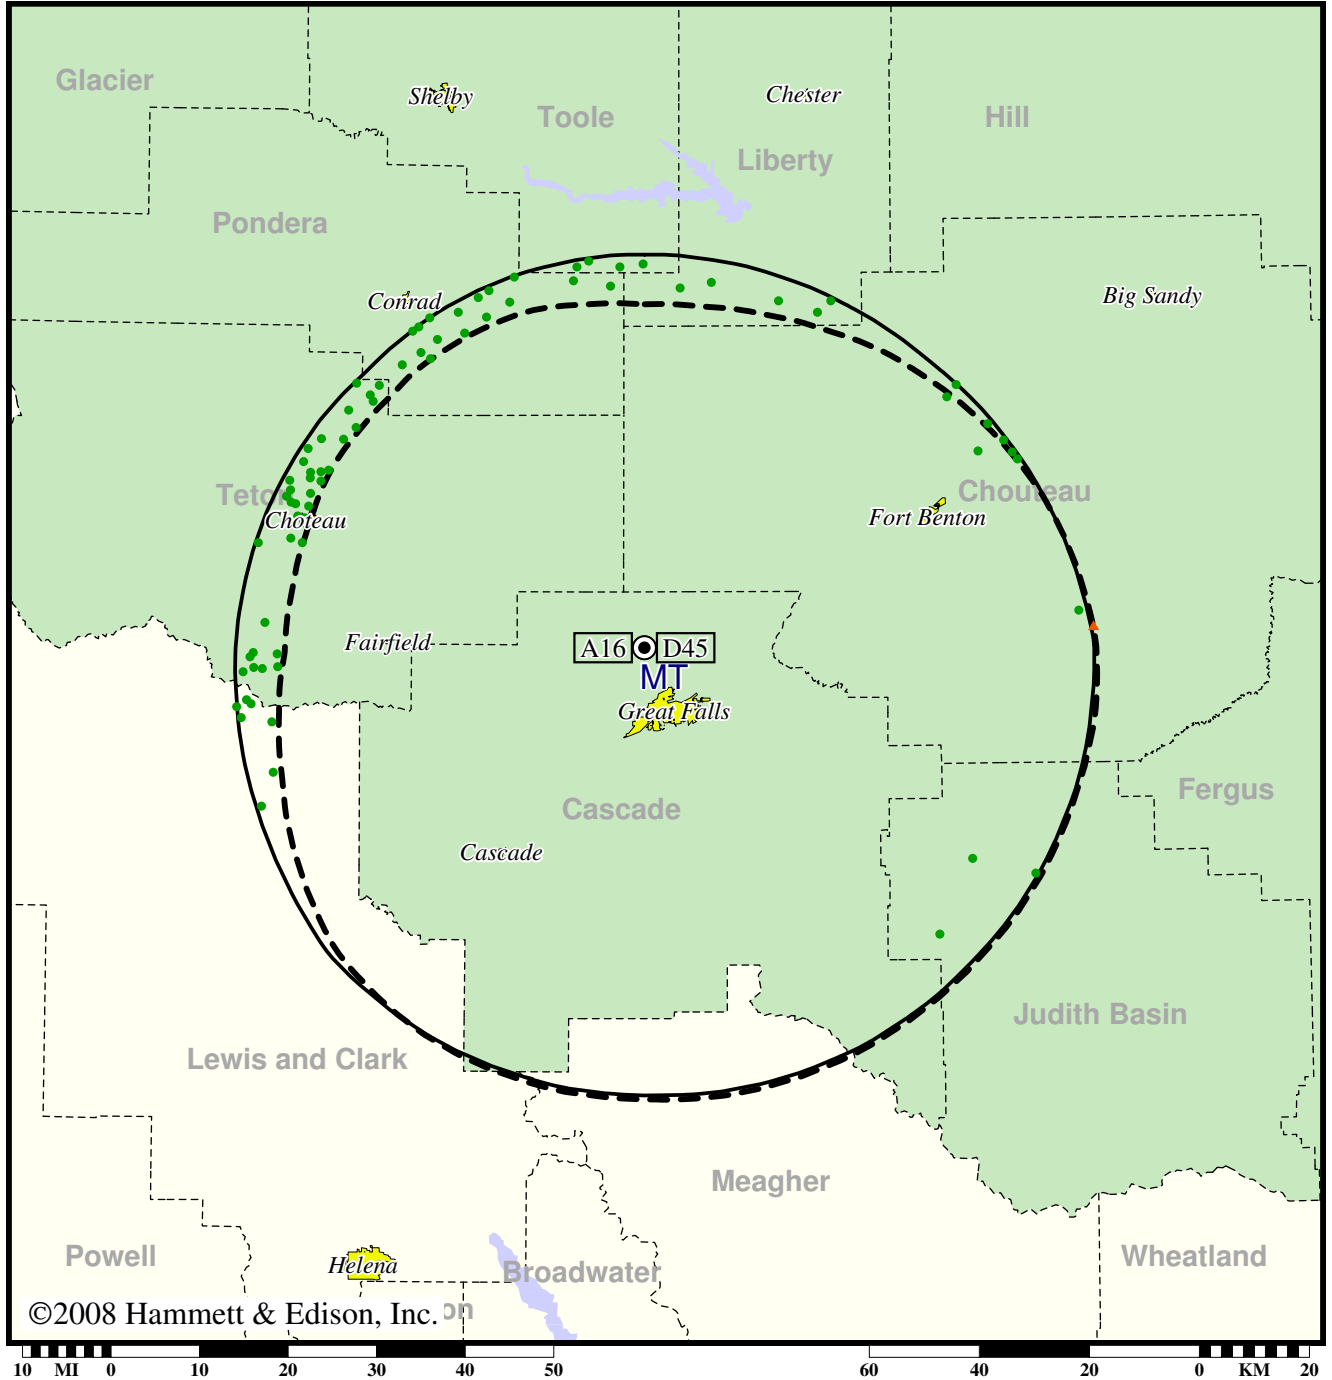 Glacier
Shelby
Chester
Toole
Hill
Liberty
Pondera
Conrad
Big Sandy
Teton
Chouteau
Choteau
Fort Benton
Fairfield
A16
D45
MT
Great Falls
Fergus
Cascade
Cascade
Judith Basin
Lewis and Clark
Meagher
Powell
Helena
Broadwater
Wheatland
©2008 Hammett & Edison, Inc.
on
10 MI 0 10 20 30 40 50 60 40 20 0 KM 20